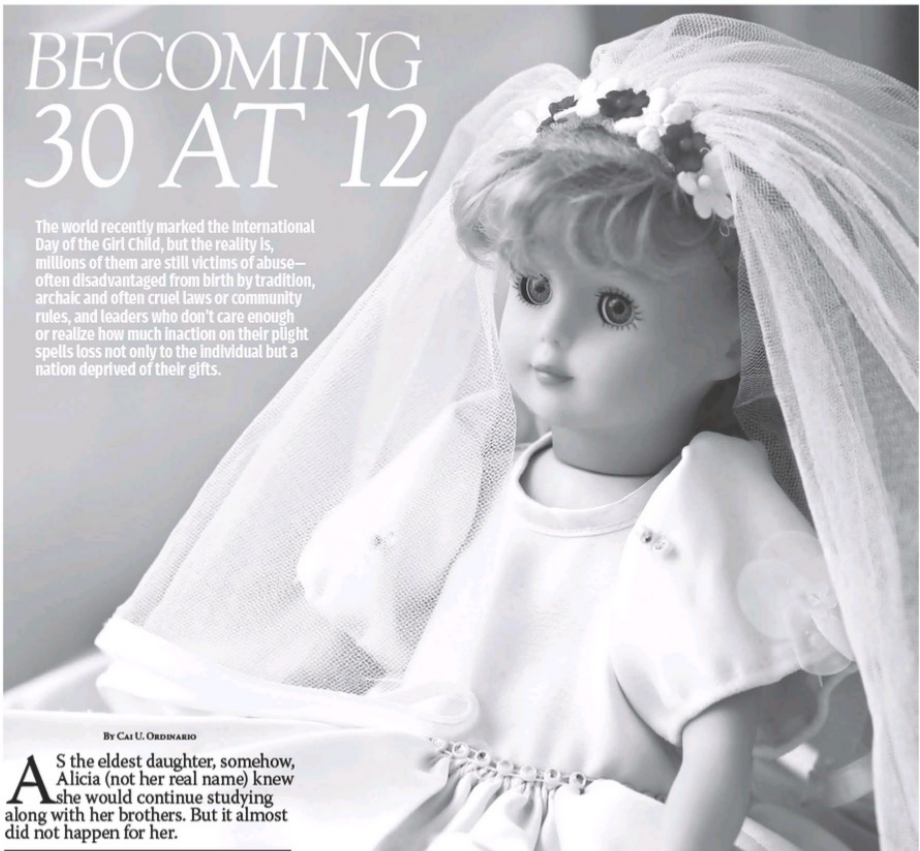 BECOMING
30 AT 12
The world recently marked the International
Day of the Girl Child, but the reality is,
millions of them are still victims of abuse—
often disadvantaged from birth by tradition,
archaic and often cruel laws or community
rules, and leaders who don't care enough
or realize how much inaction on their plight
spells loss not only to the individual but a
nation deprived of their gifts.
By Cai U. Ordinario
AS the eldest daughter, somehow,
Alicia (not her real name) knew
she would continue studying
along with her brothers. But it almost
did not happen for her.